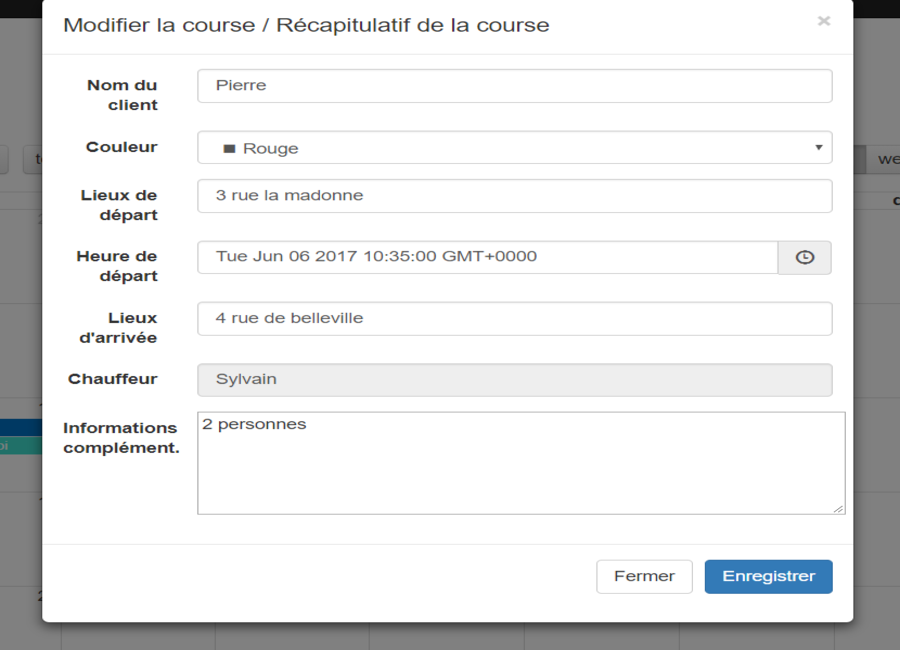 Modifier la course / Récapitulatif de la course ×
Nom du
client
Pierre
Couleur
Rouge
Lieux de
départ
3 rue la madonne
Heure de
départ
Tue Jun 06 2017 10:35:00 GMT+0000
Lieux
d'arrivée
4 rue de belleville
Chauffeur
Sylvain
Informations
complément.
2 personnes
Fermer
Enregistrer
we